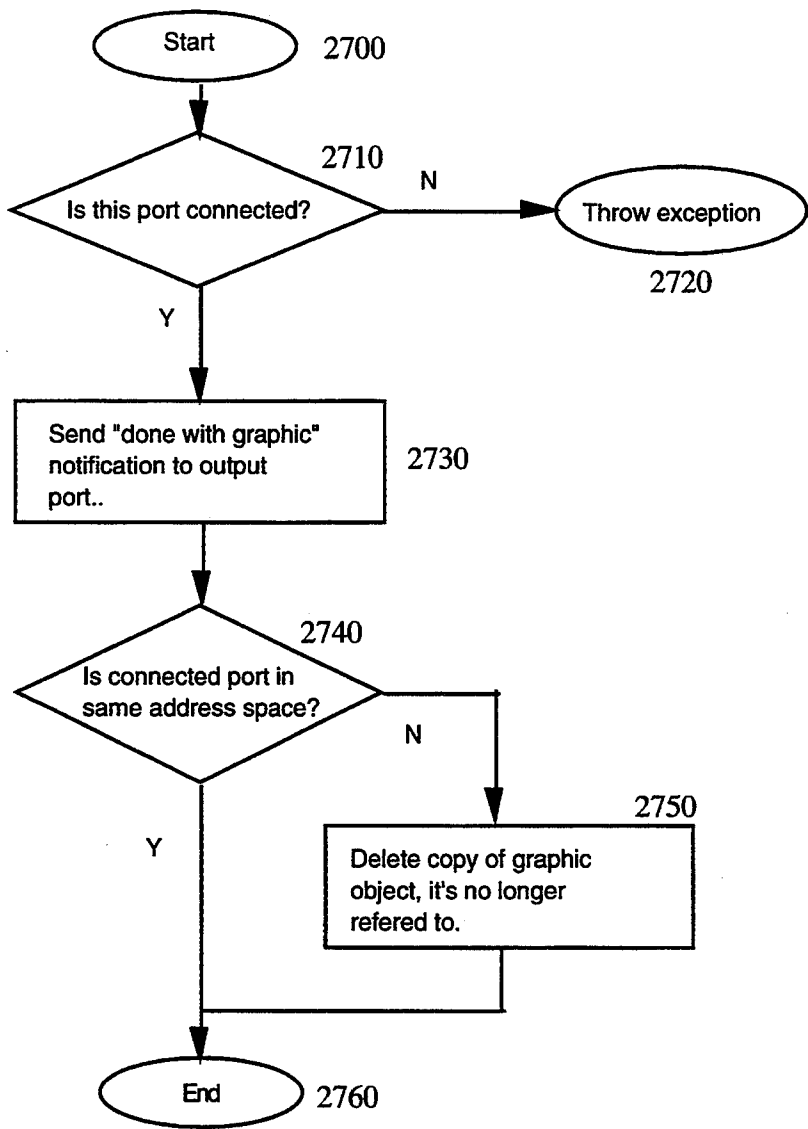 Start
2700
2710
Is this port connected?
N
Throw exception
2720
Y
Send "done with graphic"
notification to output
port..
2730
2740
Is connected port in
same address space?
N
2750
Y
Delete copy of graphic
object, it's no longer
refered to.
End
2760